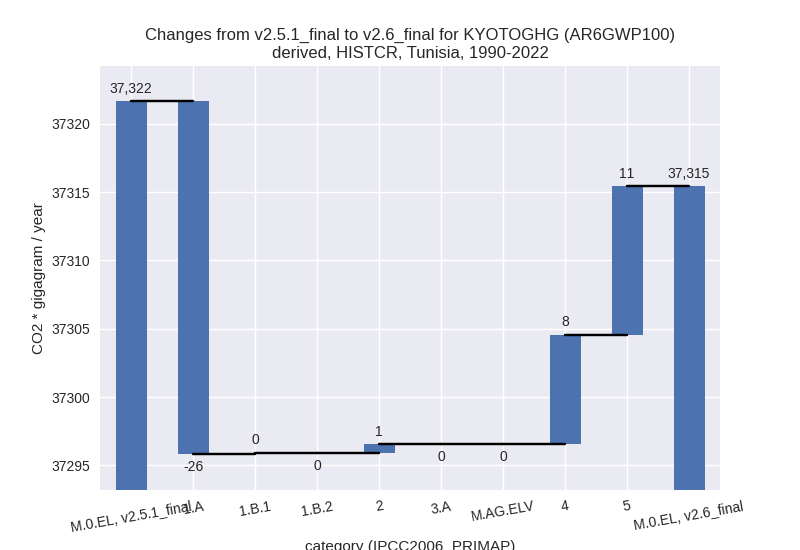 Changes from v2.5.1_final to v2.6_final for KYOTOGHG (AR6GWP100)
derived, HISTCR, Tunisia, 1990-2022
CO2 * gigagram / year
37320
37315
37310
37305
37300
37295
37,322
-26
0
0
1
0
0
8
11
37,315
M.0.EL, v2.5.1_final
1.A
1.B.1
1.B.2
2
3.A
M.AG.ELV
4
5
M.0.EL, v2.6_final
category (IPCC2006_PRIMAP)